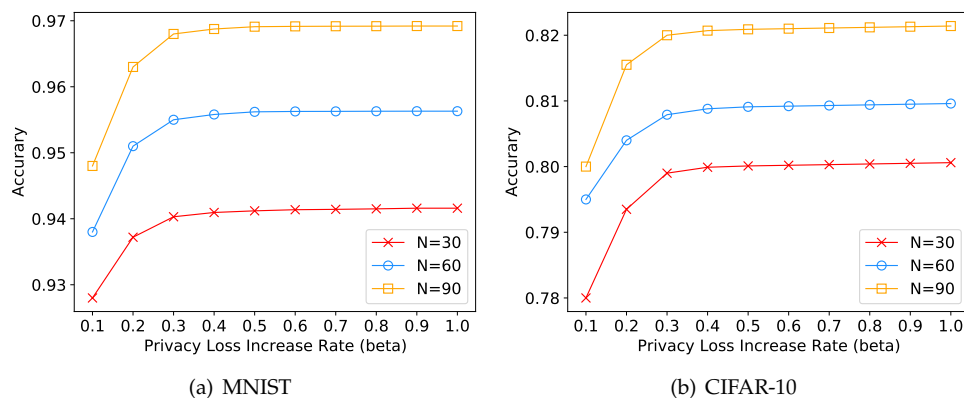 0.97
0.96
0.95
0.94
0.93
Accurary
N=30
N=60
N=90
0.1 0.2 0.3 0.4 0.5 0.6 0.7 0.8 0.9 1.0
Privacy Loss Increase Rate (beta)
(a) MNIST
0.82
0.81
0.80
0.79
0.78
Accurary
N=30
N=60
N=90
0.1 0.2 0.3 0.4 0.5 0.6 0.7 0.8 0.9 1.0
Privacy Loss Increase Rate (beta)
(b) CIFAR-10